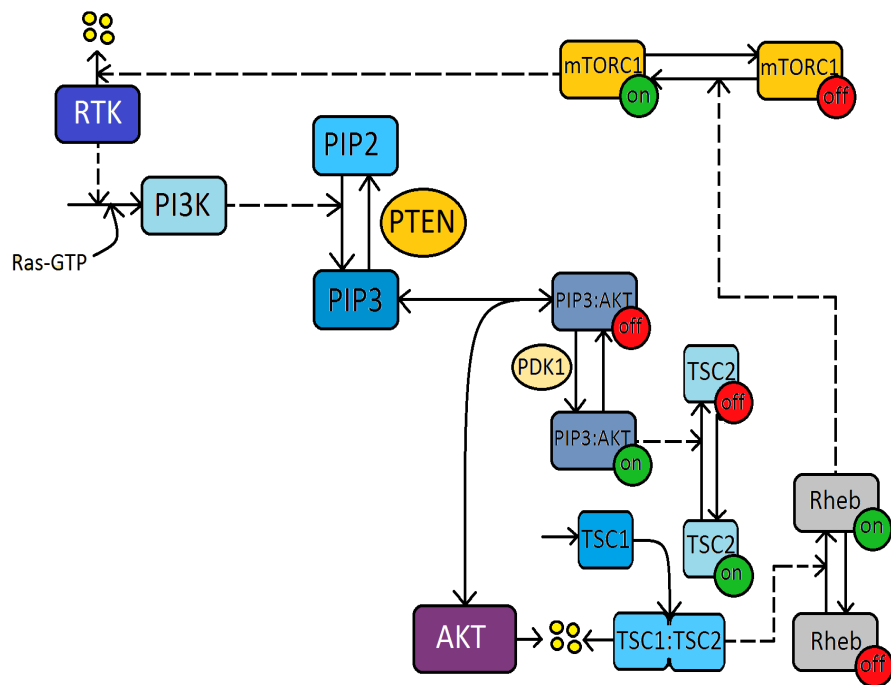 mTORC1
on
mTORC1
off
RTK
PIP2
PI3K
PTEN
Ras-GTP
PIP3
PIP3:AKT
off
PDK1
TSC2
off
PIP3:AKT
on
Rheb
on
TSC1
TSC2
on
AKT
TSC1:TSC2
Rheb
off